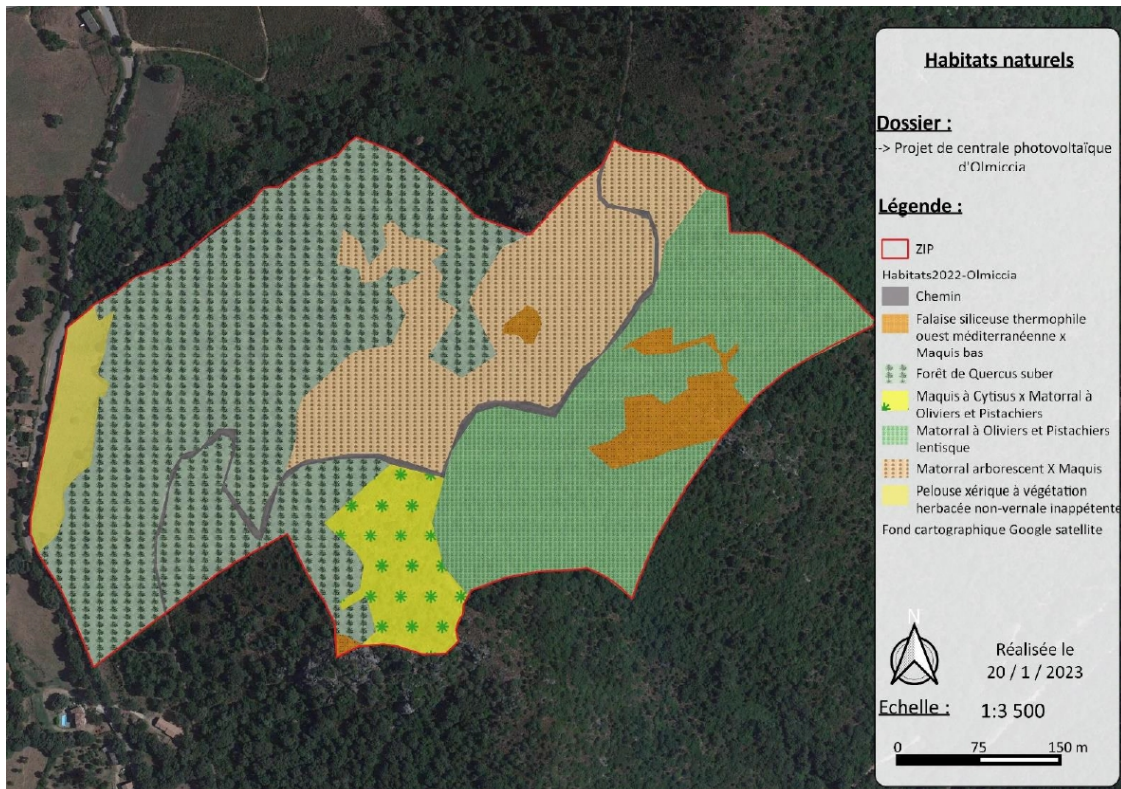 Habitats naturels
Dossier :
--> Projet de centrale photovoltaïque
d'Olmiccia
Légende :
ZIP
Habitats2022-Olmiccia
Chemin
Falaise siliceuse thermophile
ouest méditerranéenne x
Maquis bas
Forêt de Quercus suber
Maquis à Cytisus x Matorral à
Oliviers et Pistachiers
Matorral à Oliviers et Pistachiers
lentisque
Matorral arborescent X Maquis
Pelouse xérique à végétation
herbacée non-vernale inappétente
Fond cartographique Google satellite
N
Réalisée le
20 / 1 / 2023
Echelle :
1:3 500
0 75 150 m